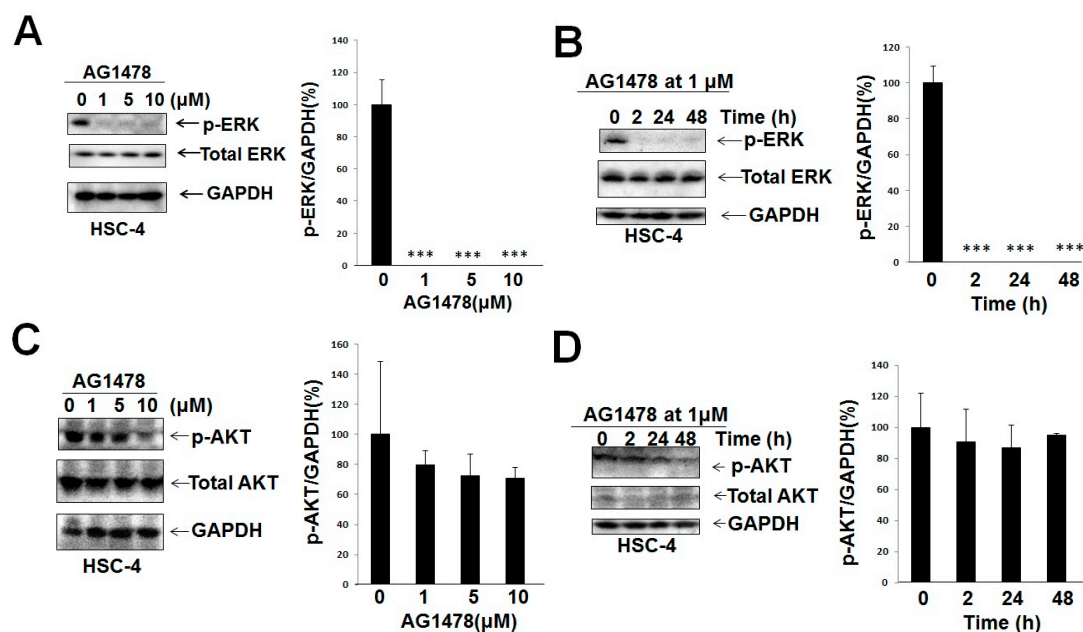 A
AG1478
0 1 5 10 (µM)
p-ERK
Total ERK
GAPDH
HSC-4
p-ERK/GAPDH(%)
140
120
100
80
60
40
20
0
*** *** ***
0 1 5 10
AG1478(µM)
B
AG1478 at 1 µM
0 2 24 48 Time (h)
p-ERK
Total ERK
GAPDH
HSC-4
p-ERK/GAPDH(%)
120
100
80
60
40
20
0
*** *** ***
0 2 24 48
Time (h)
C
AG1478
0 1 5 10 (µM)
p-AKT
Total AKT
GAPDH
HSC-4
p-AKT/GAPDH(%)
160
140
120
100
80
60
40
20
0
0 1 5 10
AG1478(µM)
D
AG1478 at 1µM
0 2 24 48 Time (h)
p-AKT
Total AKT
GAPDH
HSC-4
p-AKT/GAPDH(%)
140
120
100
80
60
40
20
0
0 2 24 48
Time (h)